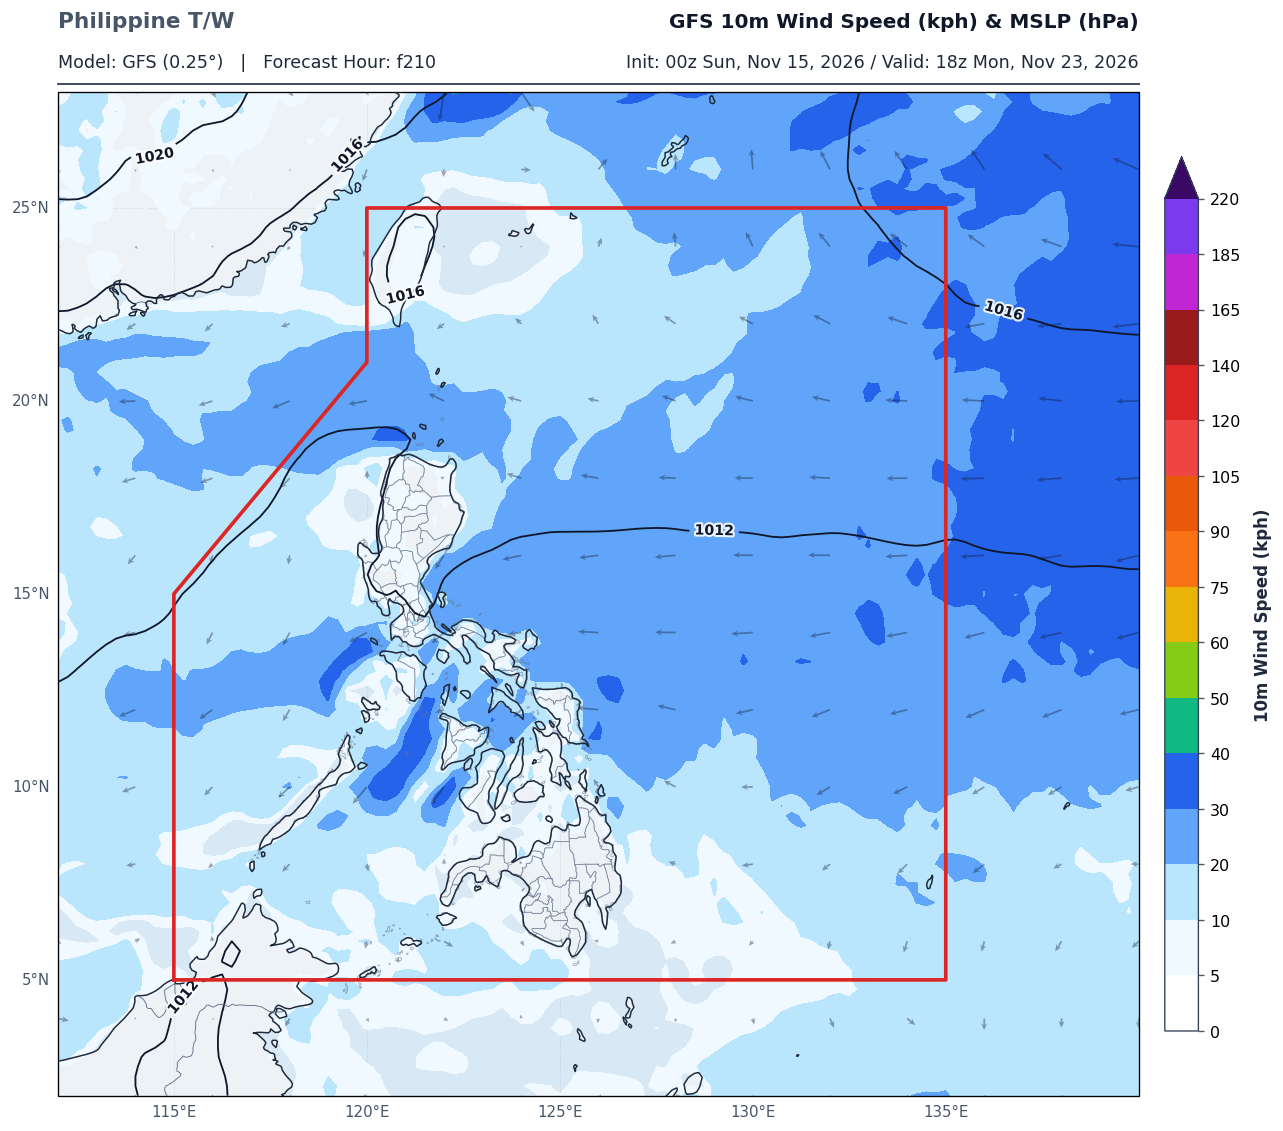 Philippine T/W
GFS 10m Wind Speed (kph) & MSLP (hPa)
Model: GFS (0.25°)   |   Forecast Hour: f210
Init: 00z Sun, Nov 15, 2026 / Valid: 18z Mon, Nov 23, 2026
1020
1016
1016
1016
1012
1012
25°N
20°N
15°N
10°N
5°N
115°E
120°E
125°E
130°E
135°E
220
185
165
140
120
105
90
75
60
50
40
30
20
10
5
0
10m Wind Speed (kph)